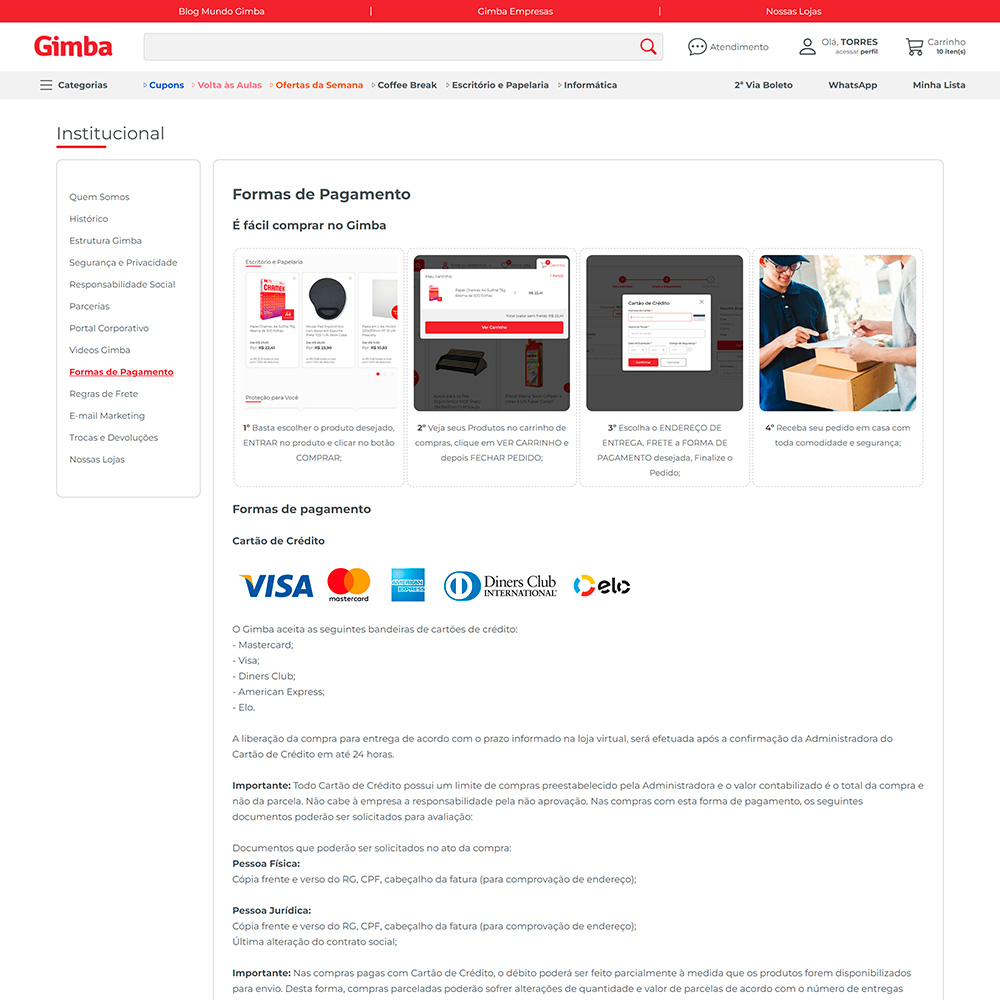 Blog Mundo Gimba | Gimba Empresas | Nossas Lojas
Gimba
Atendimento
Olá, TORRES
acessar perfil
Carrinho
10 iten(s)
Categorias
Cupons
Volta às Aulas
Ofertas da Semana
Coffee Break
Escritório e Papelaria
Informática
2ª Via Boleto
WhatsApp
Minha Lista
Institucional
Quem Somos
Histórico
Estrutura Gimba
Segurança e Privacidade
Responsabilidade Social
Parcerias
Portal Corporativo
Videos Gimba
Formas de Pagamento
Regras de Frete
E-mail Marketing
Trocas e Devoluções
Nossas Lojas
Formas de Pagamento
É fácil comprar no Gimba
Escritório e Papelaria
CHAMEX
A4
Proteção para Você
1º Basta escolher o produto desejado,
ENTRAR no produto e clicar no botão
COMPRAR;
Meu carrinho
Ver Carrinho
2º Veja seus Produtos no carrinho de
compras, clique em VER CARRINHO e
depois FECHAR PEDIDO;
Cartão de Crédito
3º Escolha o ENDEREÇO DE
ENTREGA, FRETE a FORMA DE
PAGAMENTO desejada, Finalize o
Pedido;
4º Receba seu pedido em casa com
toda comodidade e segurança;
Formas de pagamento
Cartão de Crédito
VISA
mastercard
AMERICAN EXPRESS
Diners Club
INTERNATIONAL
elo
O Gimba aceita as seguintes bandeiras de cartões de crédito:
- Mastercard;
- Visa;
- Diners Club;
- American Express;
- Elo.
A liberação da compra para entrega de acordo com o prazo informado na loja virtual, será efetuada após a confirmação da Administradora do
Cartão de Crédito em até 24 horas.
Importante: Todo Cartão de Crédito possui um limite de compras preestabelecido pela Administradora e o valor contabilizado é o total da compra e
não da parcela. Não cabe à empresa a responsabilidade pela não aprovação. Nas compras com esta forma de pagamento, os seguintes
documentos poderão ser solicitados para avaliação:
Documentos que poderão ser solicitados no ato da compra:
Pessoa Física:
Cópia frente e verso do RG, CPF, cabeçalho da fatura (para comprovação de endereço);
Pessoa Jurídica:
Cópia frente e verso do RG, CPF, cabeçalho da fatura (para comprovação de endereço);
Última alteração do contrato social;
Importante: Nas compras pagas com Cartão de Crédito, o débito poderá ser feito parcialmente à medida que os produtos forem disponibilizados
para envio. Desta forma, compras parceladas poderão sofrer alterações de quantidade e valor de parcelas de acordo com o número de entregas